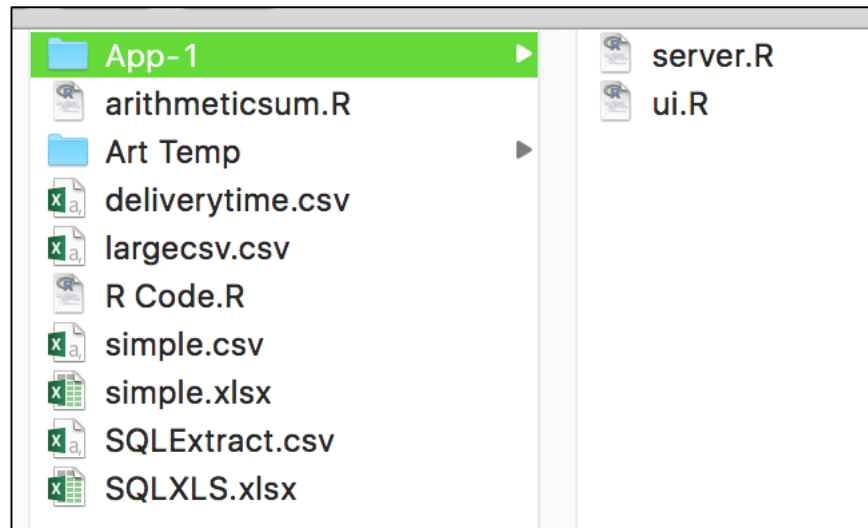 App-1
arithmeticsum.R
Art Temp
deliverytime.csv
largecsv.csv
R Code.R
simple.csv
simple.xlsx
SQLExtract.csv
SQLXLS.xlsx
server.R
ui.R